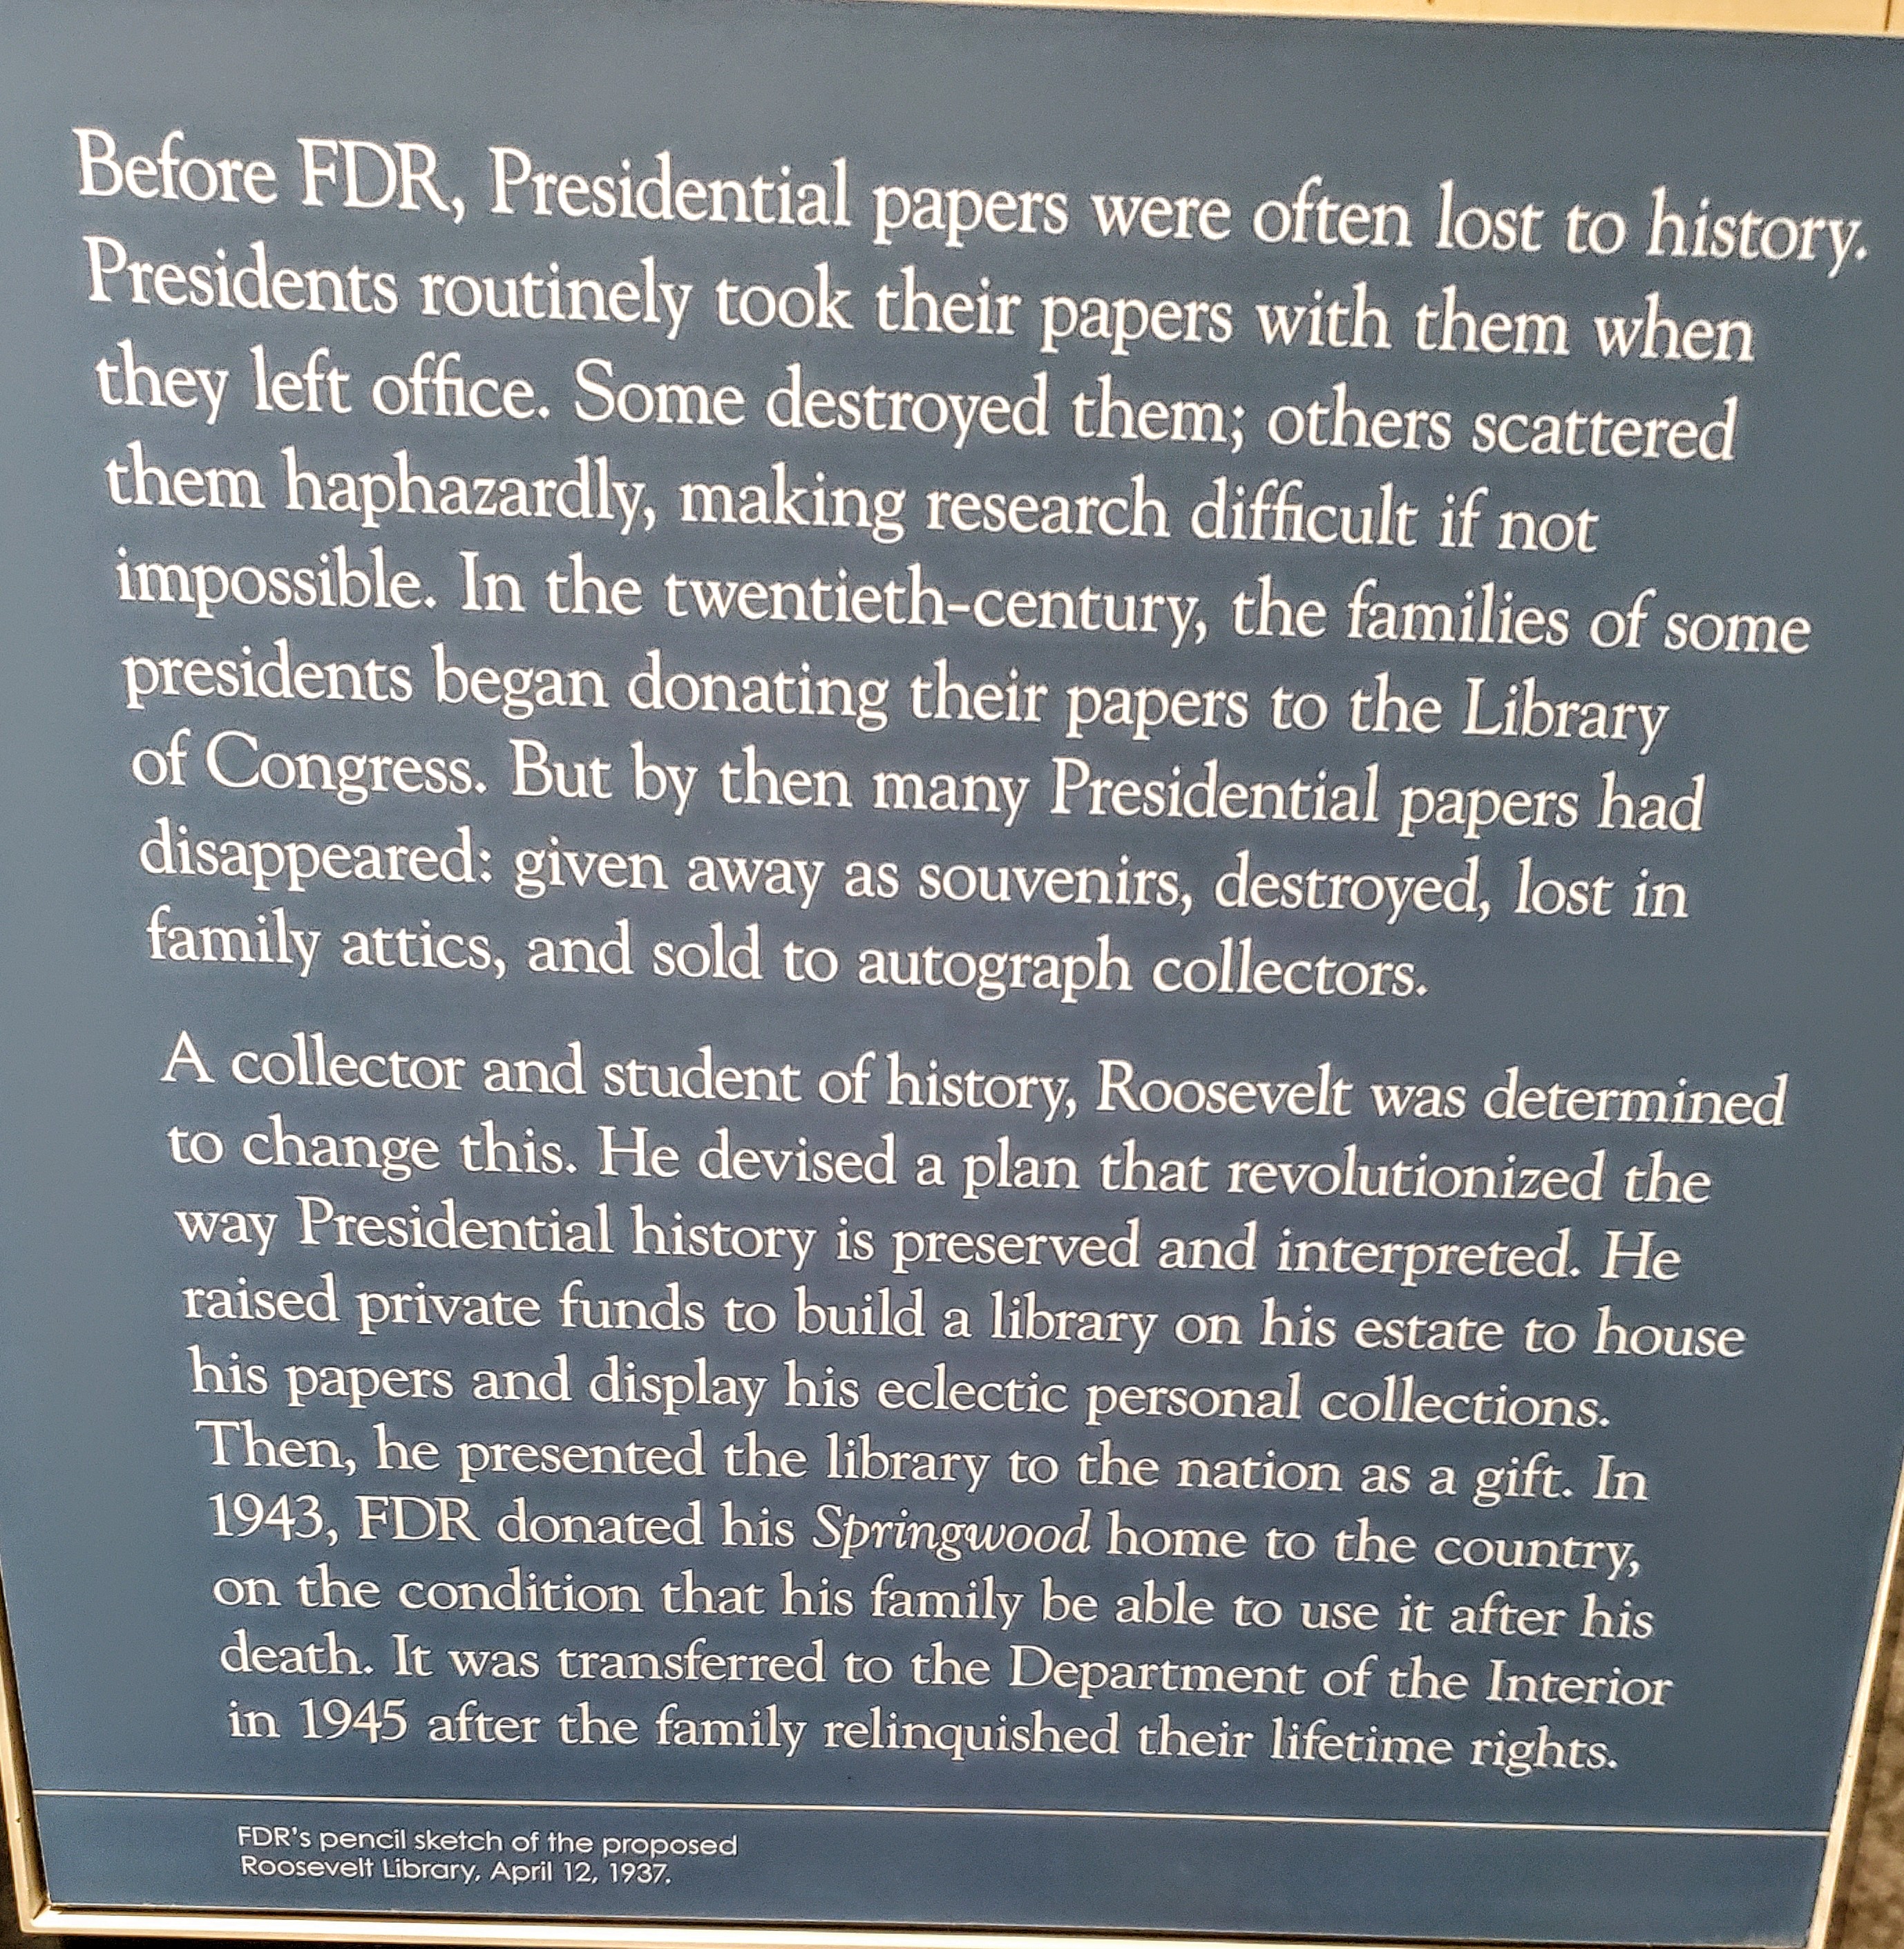 Before FDR, Presidential papers were often lost to history.
Presidents routinely took their papers with them when
they left office. Some destroyed them; others scattered
them haphazardly, making research difficult if not
impossible. In the twentieth-century, the families of some
presidents began donating their papers to the Library
of Congress. But by then many Presidential papers had
disappeared: given away as souvenirs, destroyed, lost in
family attics, and sold to autograph collectors.
A collector and student of history, Roosevelt was determined
to change this. He devised a plan that revolutionized the
way Presidential history is preserved and interpreted. He
raised private funds to build a library on his estate to house
his papers and display his eclectic personal collections.
Then, he presented the library to the nation as a gift. In
1943, FDR donated his Springwood home to the country,
on the condition that his family be able to use it after his
death. It was transferred to the Department of the Interior
in 1945 after the family relinquished their lifetime rights.
FDR's pencil sketch of the proposed
Roosevelt Library, April 12, 1937.